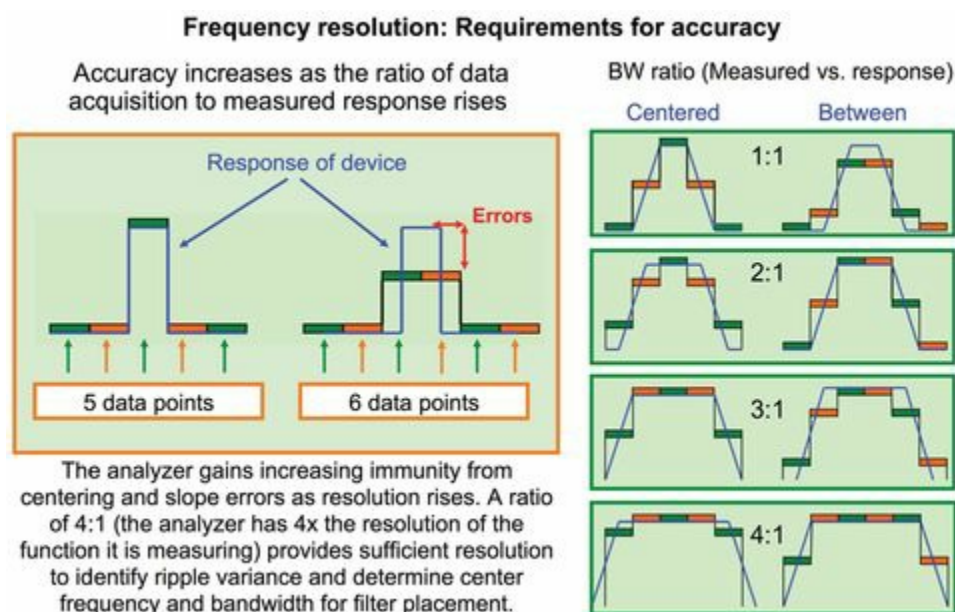 Frequency resolution: Requirements for accuracy
Accuracy increases as the ratio of data
acquisition to measured response rises
Response of device
Errors
5 data points
6 data points
The analyzer gains increasing immunity from
centering and slope errors as resolution rises. A ratio
of 4:1 (the analyzer has 4x the resolution of the
function it is measuring) provides sufficient resolution
to identify ripple variance and determine center
frequency and bandwidth for filter placement.
BW ratio (Measured vs. response)
Centered
Between
1:1
2:1
3:1
4:1